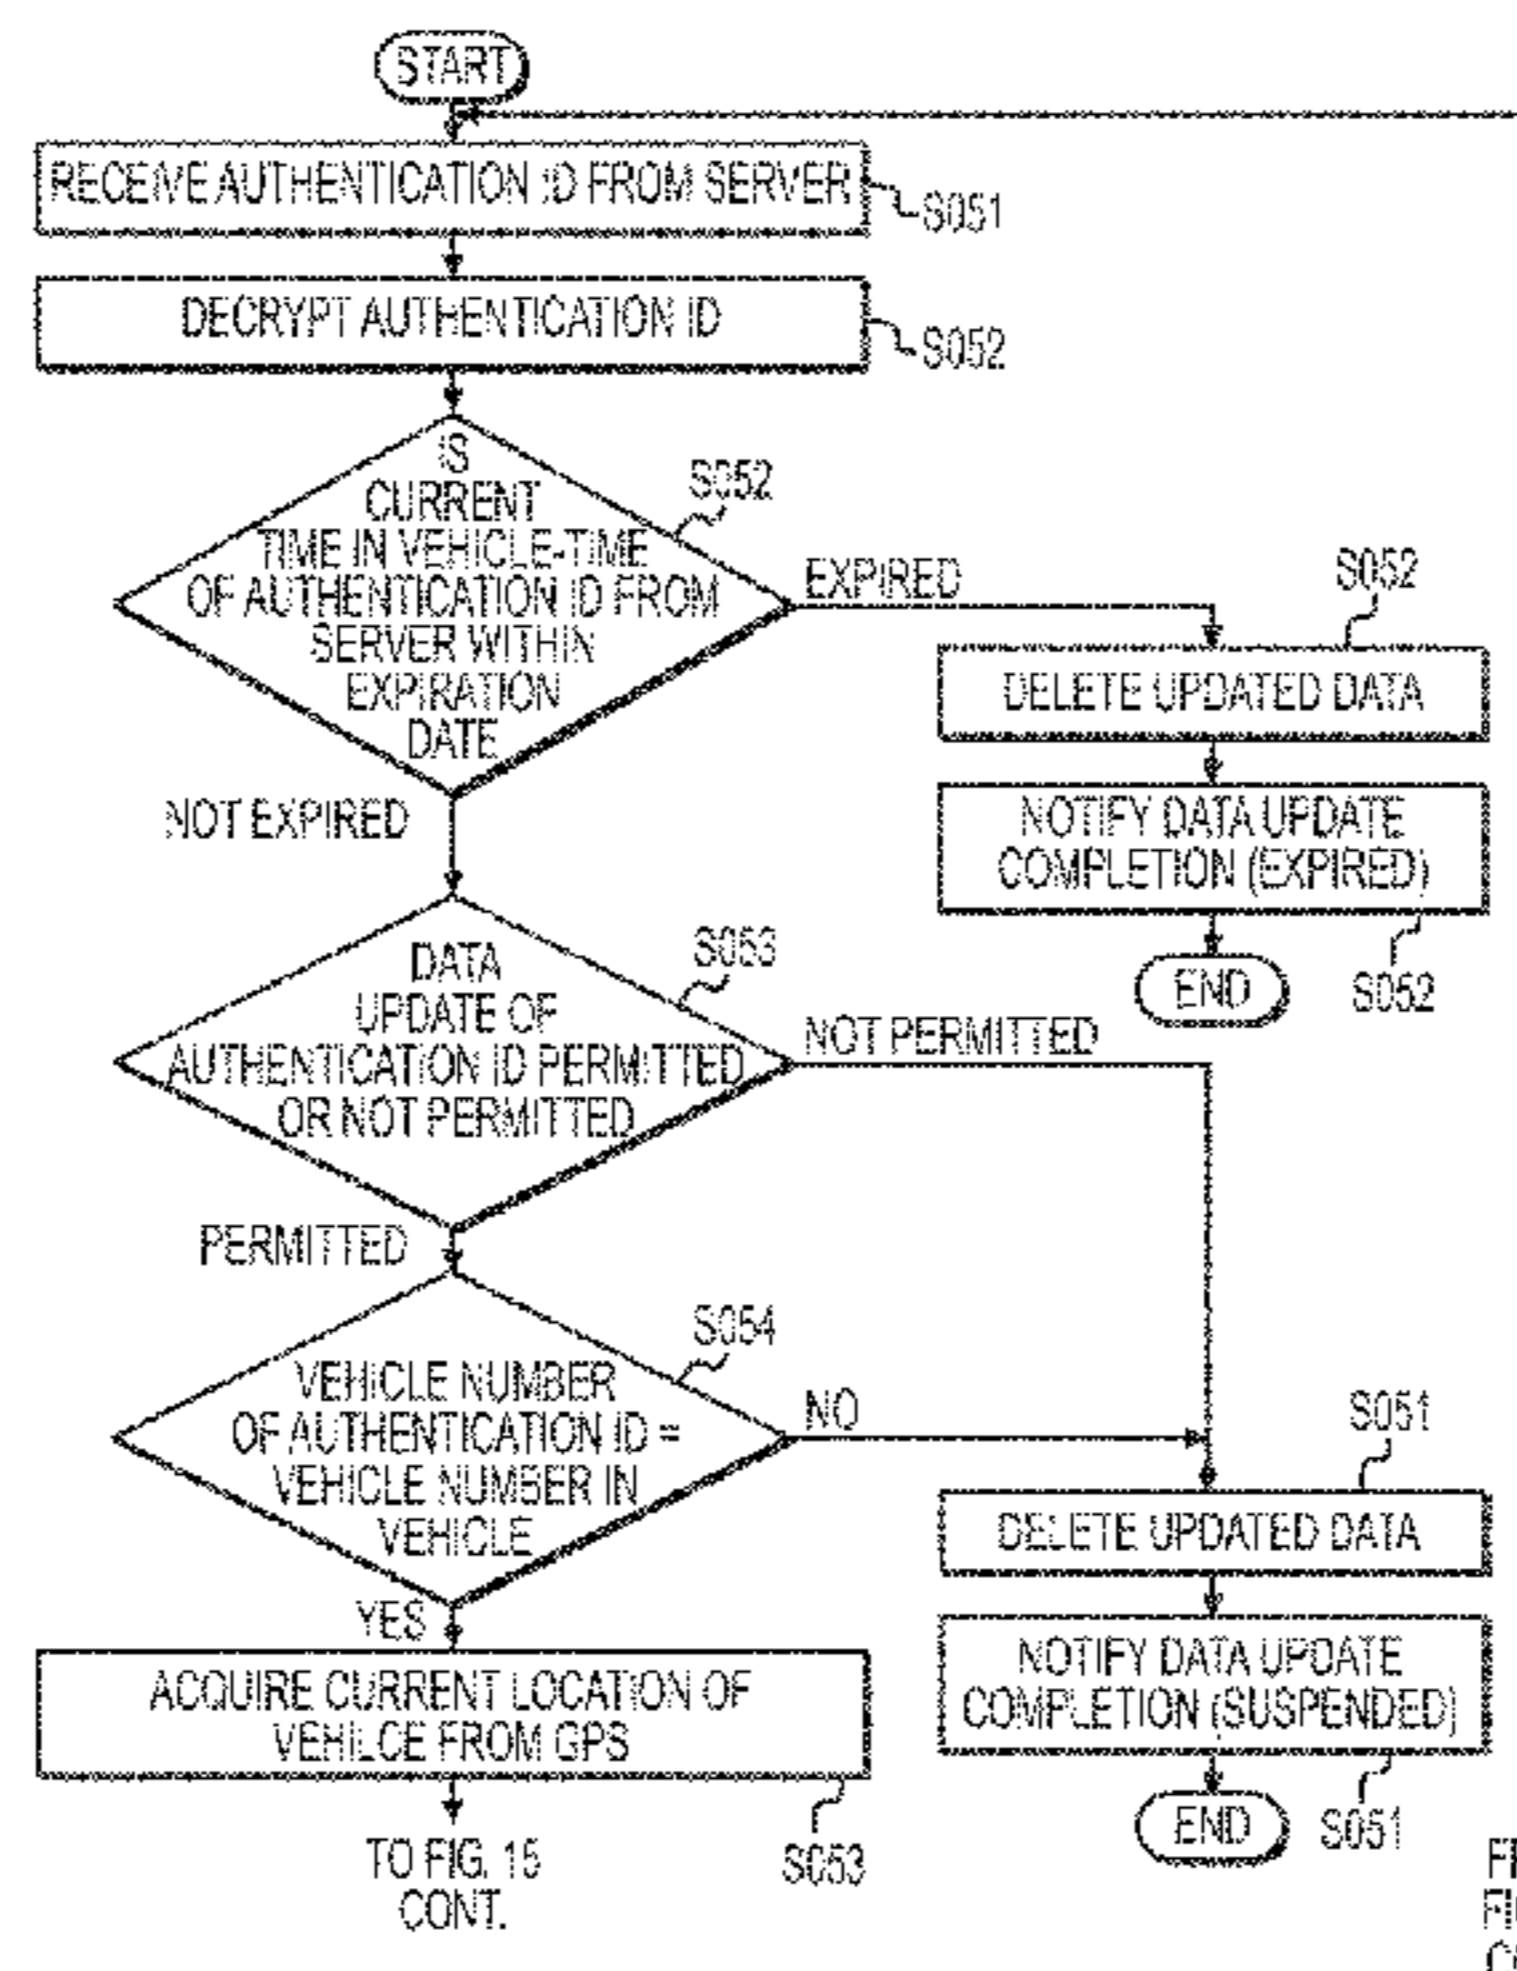 START
RECEIVE AUTHENTICATION ID FROM SERVER
S051
DECRYPT AUTHENTICATION ID
S052
IS
CURRENT
TIME IN VEHICLE-TIME
OF AUTHENTICATION ID FROM
SERVER WITHIN
EXPIRATION
DATE
S052
EXPIRED
NOT EXPIRED
S052
DELETE UPDATED DATA
NOTIFY DATA UPDATE
COMPLETION (EXPIRED)
END
S052
DATA
UPDATE OF
AUTHENTICATION ID PERMITTED
OR NOT PERMITTED
S053
NOT PERMITTED
PERMITTED
VEHICLE NUMBER
OF AUTHENTICATION ID =
VEHICLE NUMBER IN
VEHICLE
S054
NO
YES
S051
DELETE UPDATED DATA
NOTIFY DATA UPDATE
COMPLETION (SUSPENDED)
END
S051
ACQUIRE CURRENT LOCATION OF
VEHILCE FROM GPS
S053
TO FIG. 15
CONT.